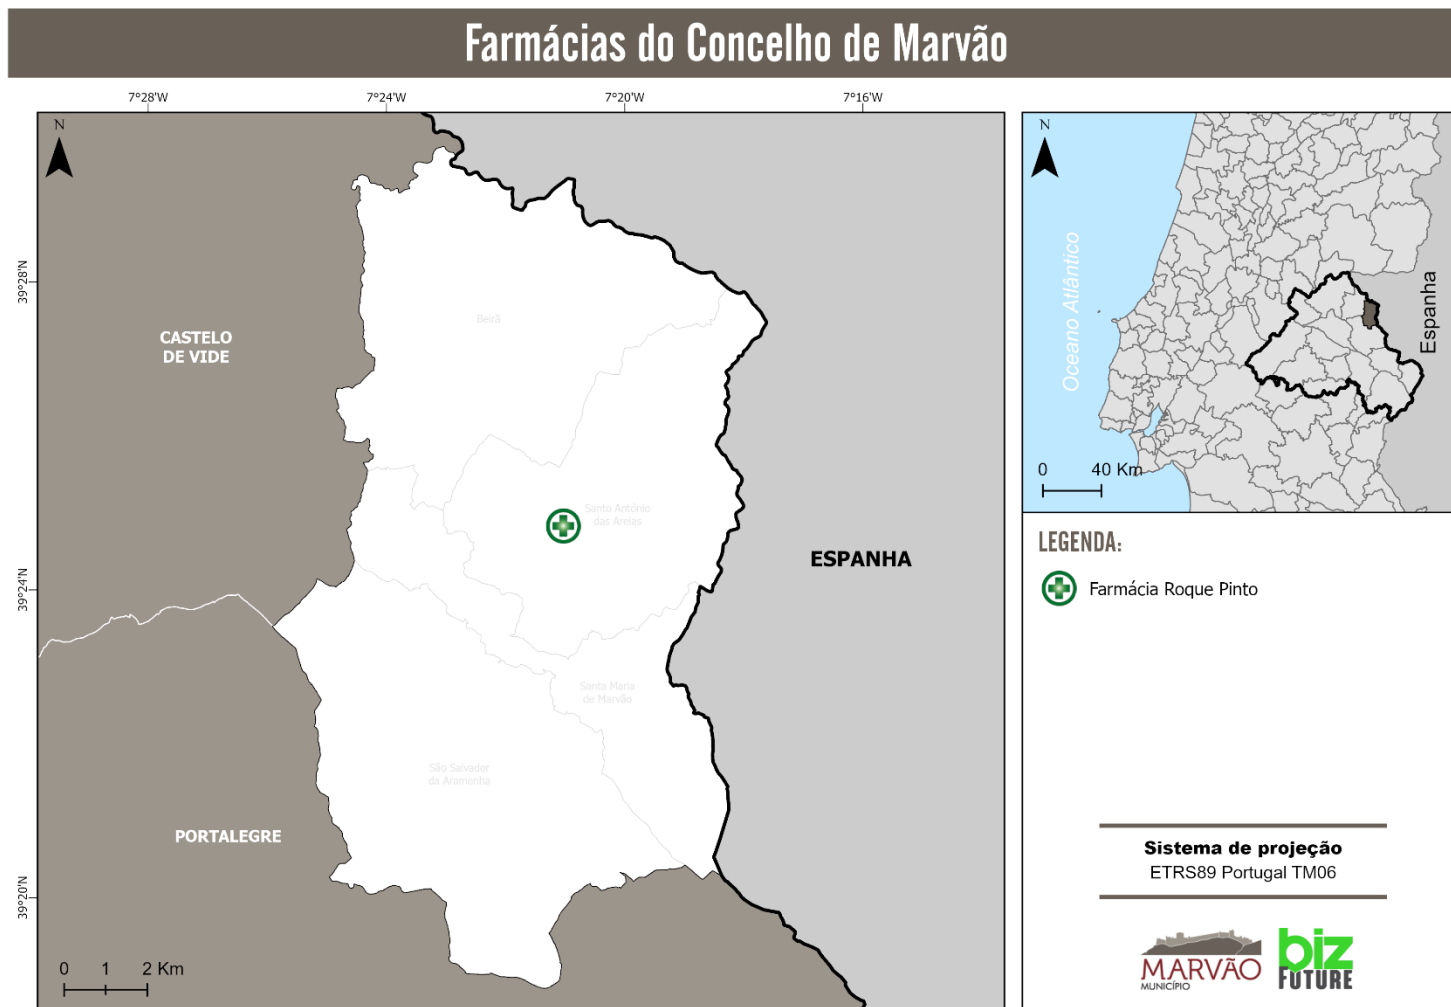 Farmácias do Concelho de Marvão
7°28'W
7°24'W
7°20'W
7°16'W
N
39°28'N
39°24'N
39°20'N
CASTELO
DE VIDE
Beirã
Santo António
das Areias
ESPANHA
Santa Maria
de Marvão
São Salvador
da Aramenha
PORTALEGRE
0 1 2 Km
N
Oceano Atlântico
Espanha
0 40 Km
LEGENDA:
Farmácia Roque Pinto
Sistema de projeção
ETRS89 Portugal TM06
MARVÃO
MUNICÍPIO
biz
FUTURE